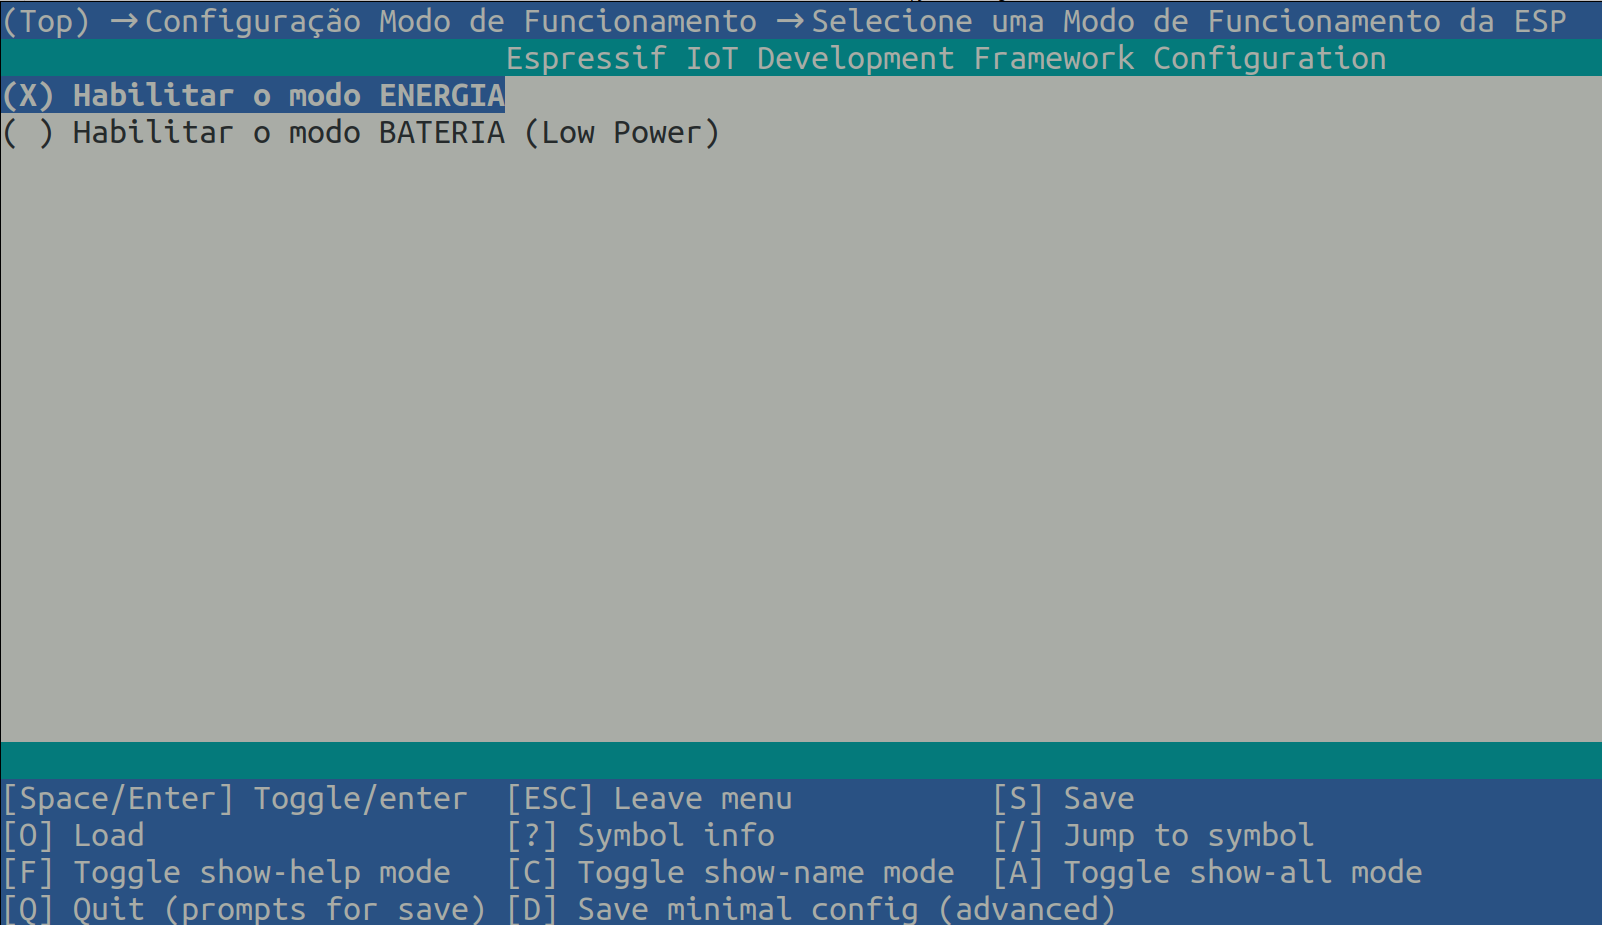 (Top) →Configuração Modo de Funcionamento →Selecione uma Modo de Funcionamento da ESP
Espressif IoT Development Framework Configuration
(X) Habilitar o modo ENERGIA
( ) Habilitar o modo BATERIA (Low Power)
[Space/Enter] Toggle/enter [ESC] Leave menu [S] Save
[O] Load [?] Symbol info [/] Jump to symbol
[F] Toggle show-help mode [C] Toggle show-name mode [A] Toggle show-all mode
[Q] Quit (prompts for save) [D] Save minimal config (advanced)